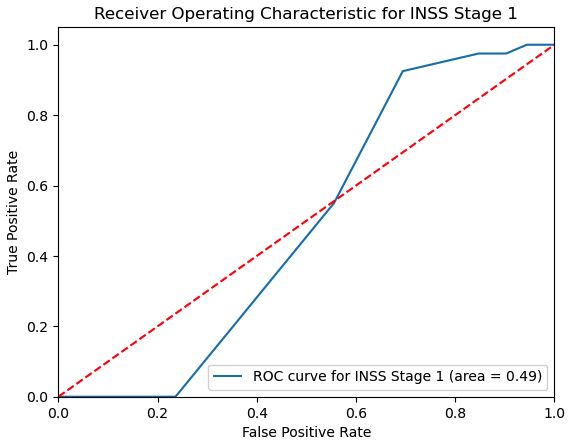 Receiver Operating Characteristic for INSS Stage 1
1.0
0.8
0.6
0.4
0.2
0.0
True Positive Rate
ROC curve for INSS Stage 1 (area = 0.49)
0.0 0.2 0.4 0.6 0.8 1.0
False Positive Rate